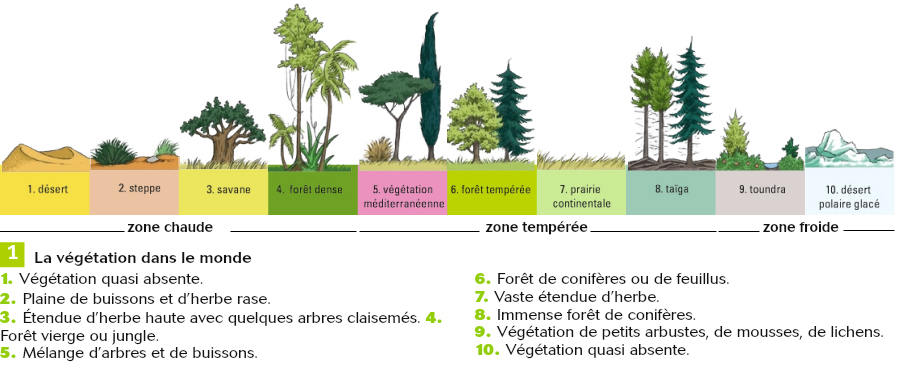 1. désert
2. steppe
3. savane
4. forêt dense
5. végétation
méditerranéenne
6. forêt tempérée
7. prairie
continentale
8. taïga
9. toundra
10. désert
polaire glacé
zone chaude
zone tempérée
zone froide
1 La végétation dans le monde
1. Végétation quasi absente.
2. Plaine de buissons et d'herbe rase.
3. Étendue d'herbe haute avec quelques arbres claisemés. 4.
Forêt vierge ou jungle.
5. Mélange d'arbres et de buissons.
6. Forêt de conifères ou de feuillus.
7. Vaste étendue d'herbe.
8. Immense forêt de conifères.
9. Végétation de petits arbustes, de mousses, de lichens.
10. Végétation quasi absente.